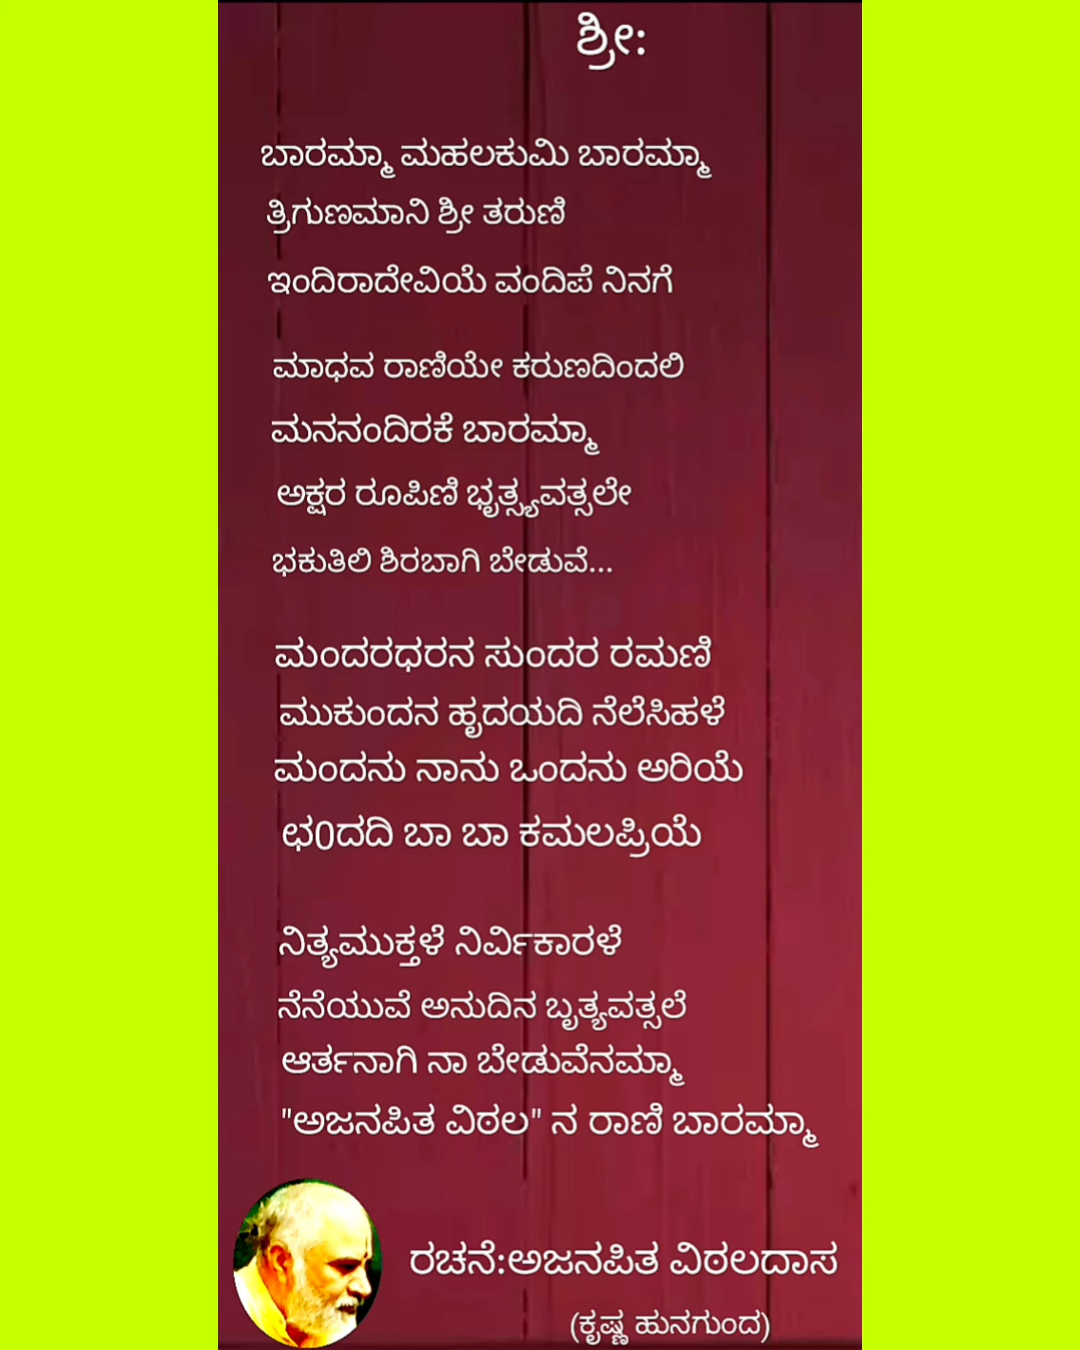 ಶ್ರೀ:
ಬಾರಮ್ಮಾ ಮಹಲಕುಮಿ ಬಾರಮ್ಮಾ
ತ್ರಿಗುಣಮಾನಿ ಶ್ರೀ ತರುಣಿ
ಇಂದಿರಾದೇವಿಯೆ ವಂದಿಪೆ ನಿನಗೆ
ಮಾಧವ ರಾಣಿಯೇ ಕರುಣದಿಂದಲಿ
ಮನನಂದಿರಕೆ ಬಾರಮ್ಮಾ
ಅಕ್ಷರ ರೂಪಿಣಿ ಭೃತ್ಸ್ಯವತ್ಸಲೇ
ಭಕುತಿಲಿ ಶಿರಬಾಗಿ ಬೇಡುವೆ...
ಮಂದರಧರನ ಸುಂದರ ರಮಣಿ
ಮುಕುಂದನ ಹೃದಯದಿ ನೆಲೆಸಿಹಳೆ
ಮಂದನು ನಾನು ಒಂದನು ಅರಿಯೆ
ಛ0ದದಿ ಬಾ ಬಾ ಕಮಲಪ್ರಿಯೆ
ನಿತ್ಯಮುಕ್ತಳೆ ನಿರ್ವಿಕಾರಳೆ
ನೆನೆಯುವೆ ಅನುದಿನ ಬೃತ್ಯವತ್ಸಲೆ
ಆರ್ತನಾಗಿ ನಾ ಬೇಡುವೆನಮ್ಮಾ
"ಅಜನಪಿತ ವಿಠಲ" ನ ರಾಣಿ ಬಾರಮ್ಮಾ
ರಚನೆ:ಅಜನಪಿತ ವಿಠಲದಾಸ
(ಕೃಷ್ಣ ಹುನಗುಂದ)